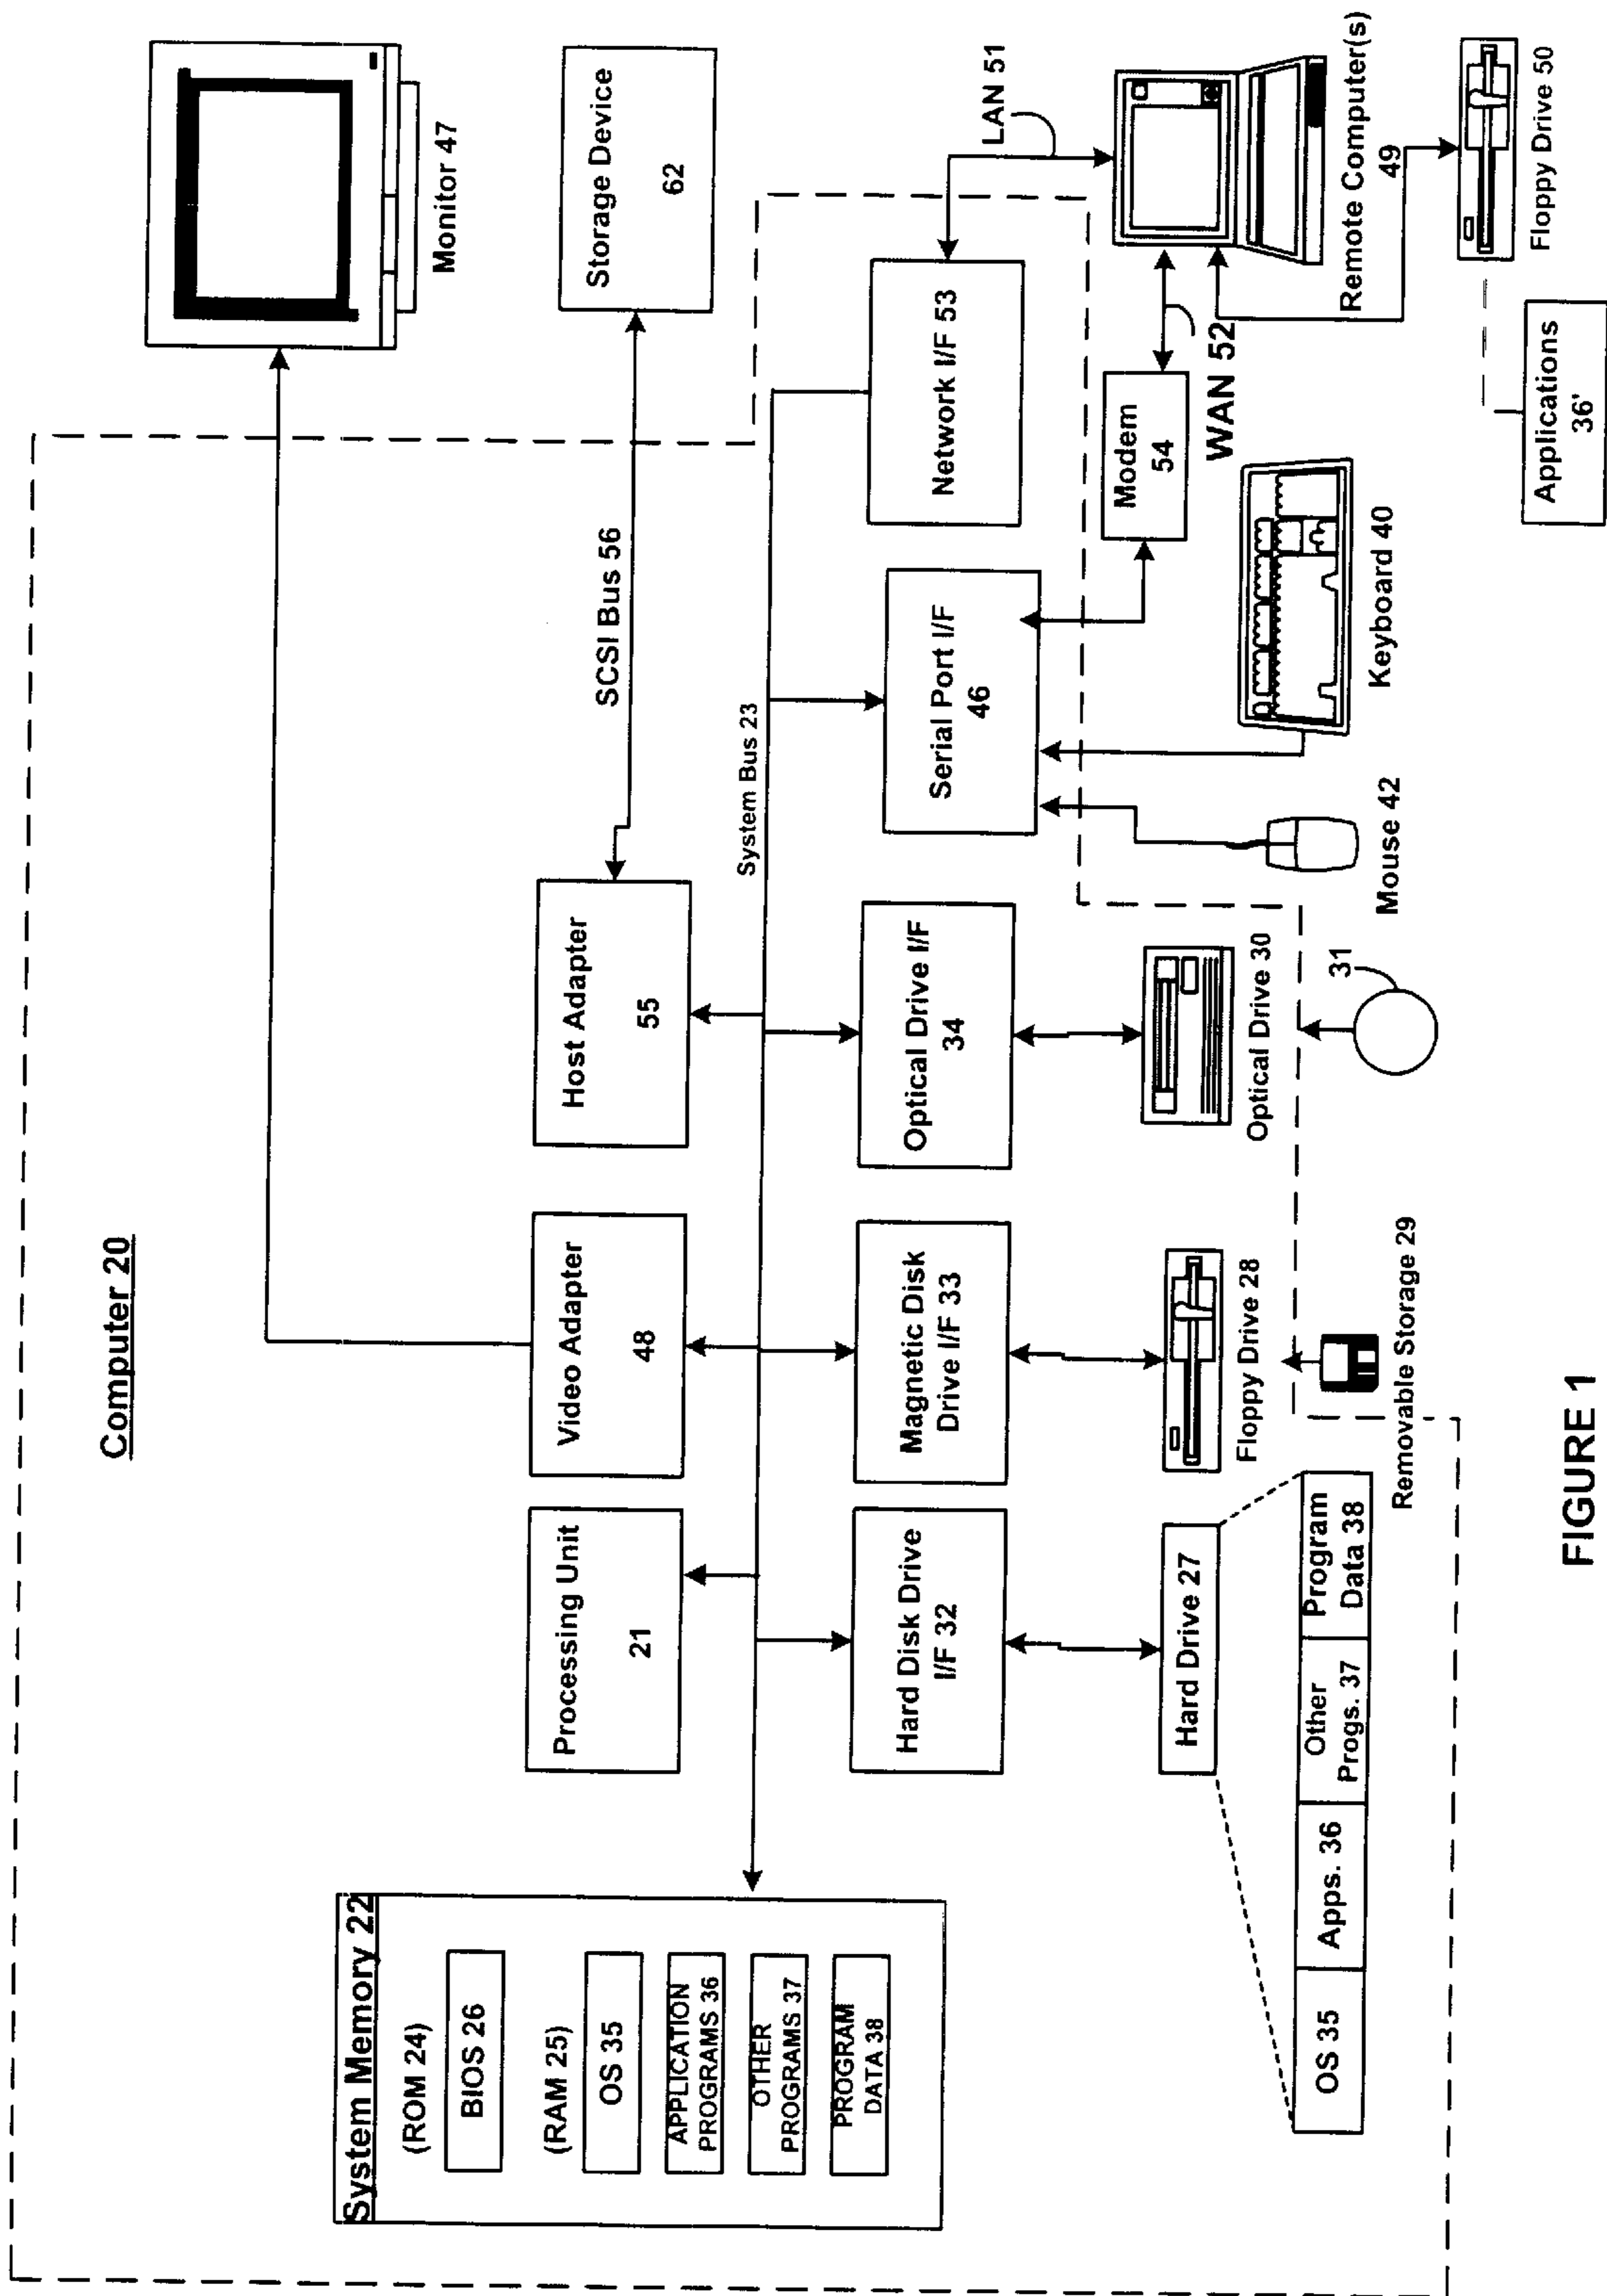 Computer 20
Monitor 47
System Memory 22
(ROM 24)
BIOS 26
(RAM 25)
OS 35
APPLICATION
PROGRAMS 36
OTHER
PROGRAMS 37
PROGRAM
DATA 38
Processing Unit
21
Video Adapter
48
Host Adapter
55
SCSI Bus 56
Storage Device
62
System Bus 23
Hard Disk Drive
I/F 32
Magnetic Disk
Drive I/F 33
Optical Drive I/F
34
Serial Port I/F
46
Network I/F 53
LAN 51
Hard Drive 27
Floppy Drive 28
Optical Drive 30
Modem
54
WAN 52
Remote Computer(s)
49
OS 35
Apps. 36
Other
Progs. 37
Program
Data 38
Removable Storage 29
31
Mouse 42
Keyboard 40
Floppy Drive 50
Applications
36'
FIGURE 1